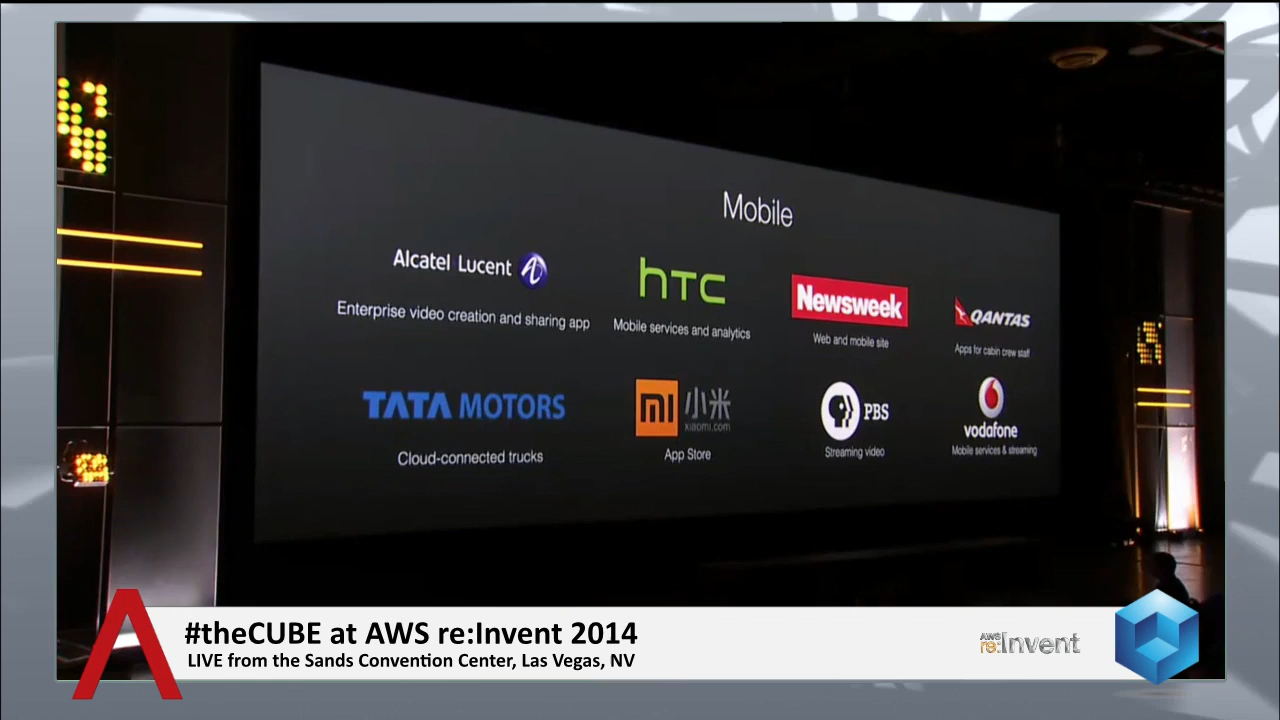 Mobile
Alcatel Lucent
hTC
Newsweek
QANTAS
Enterprise video creation and sharing app
Mobile services and analytics
Web and mobile site
Apps for cabin crew staff
TATA MOTORS
mi 小米
xiaomi.com
PBS
vodafone
Cloud-connected trucks
App Store
Streaming video
Mobile services & streaming
#theCUBE at AWS re:Invent 2014
LIVE from the Sands Convention Center, Las Vegas, NV
AWS
re:Invent